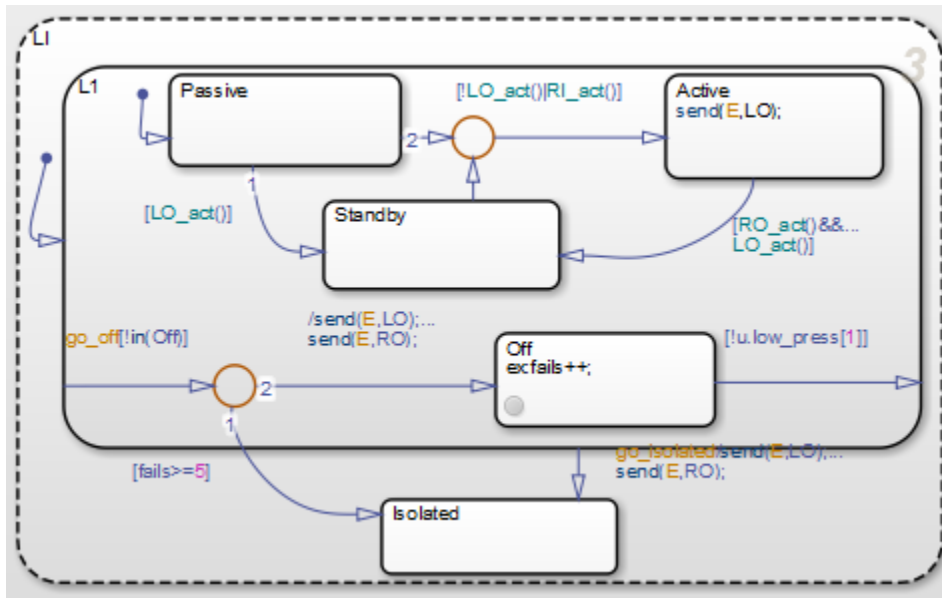 LI
3
L1
Passive
[!LO_act()|RI_act()]
Active
send(E,LO);
2
1
[LO_act()]
Standby
[RO_act()&&...
LO_act()]
/send(E,LO);...
send(E,RO);
go_off[!in(Off)]
Off
ex:fails++;
[!u.low_press[1]]
2
1
go_isolated/send(E,LO);...
send(E,RO);
[fails>=5]
Isolated